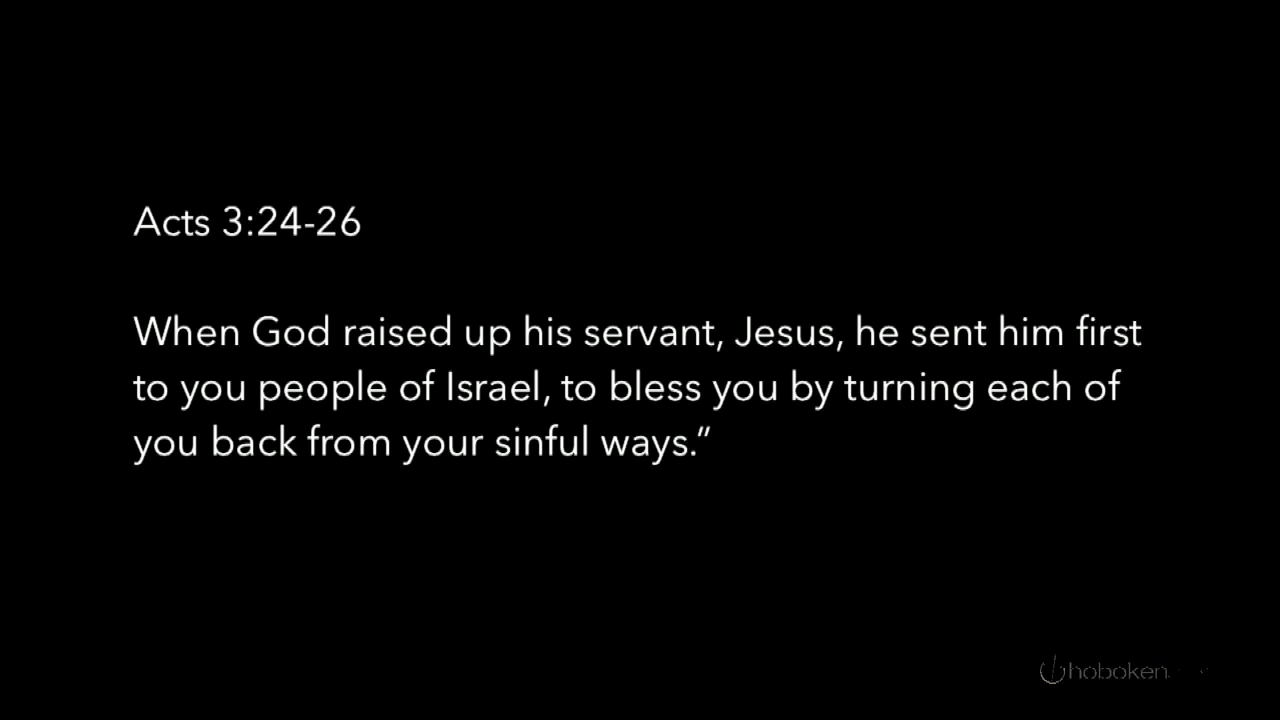 Acts 3:24-26
When God raised up his servant, Jesus, he sent him first
to you people of Israel, to bless you by turning each of
you back from your sinful ways.”
hoboken